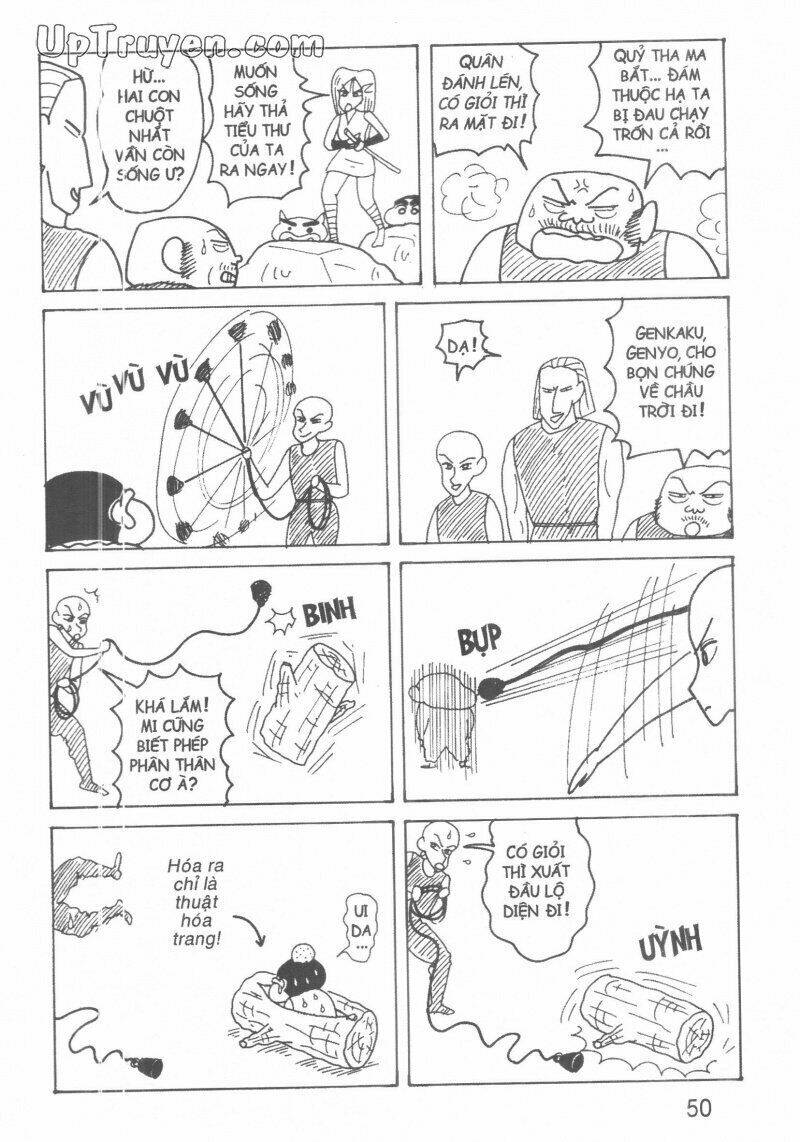 UpTruyen.com
QUỶ THA MA
BẮT... ĐÁM
THUỘC HẠ TA
BỊ ĐAU CHẠY
TRỐN CẢ RỒI
...
QUÂN
ĐÁNH LÉN,
CÓ GIỎI THÌ
RA MẶT ĐI!
MUỐN
SỐNG
HÃY THẢ
TIỂU THƯ
CỦA TA
RA NGAY!
HỪ...
HAI CON
CHUỘT
NHẮT
VẪN CÒN
SỐNG Ư?
GENKAKU,
GENYO, CHO
BỌN CHÚNG
VỀ CHẦU
TRỜI ĐI!
DẠ!
VÙ VÙ VÙ
BỤP
BINH
KHÁ LẮM!
MI CŨNG
BIẾT PHÉP
PHÂN THÂN
CƠ À?
CÓ GIỎI
THÌ XUẤT
ĐẦU LỘ
DIỆN ĐI!
UỲNH
UI
DA
...
Hóa ra
chỉ là
thuật
hóa
trang!
50